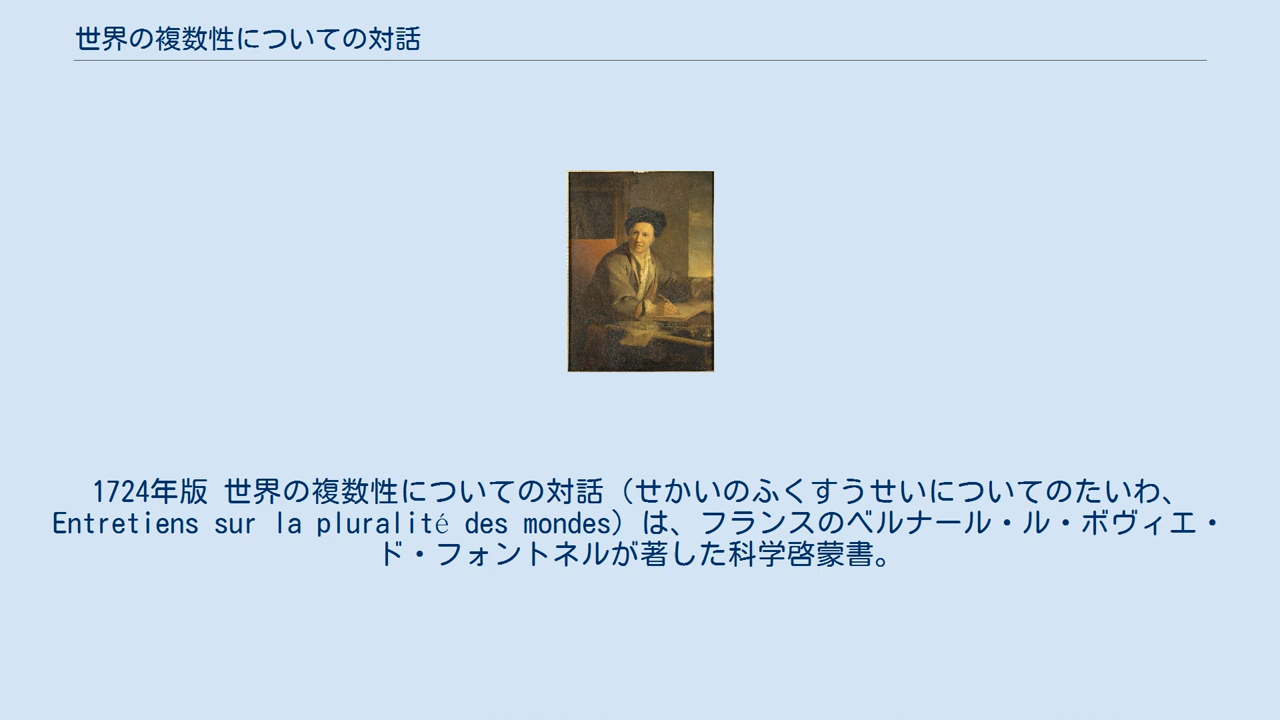 世界の複数性についての対話
1724年版 世界の複数性についての対話（せかいのふくすうせいについてのたいわ、
Entretiens sur la pluralité des mondes）は、フランスのベルナール・ル・ボヴィエ・
ド・フォントネルが著した科学啓蒙書。